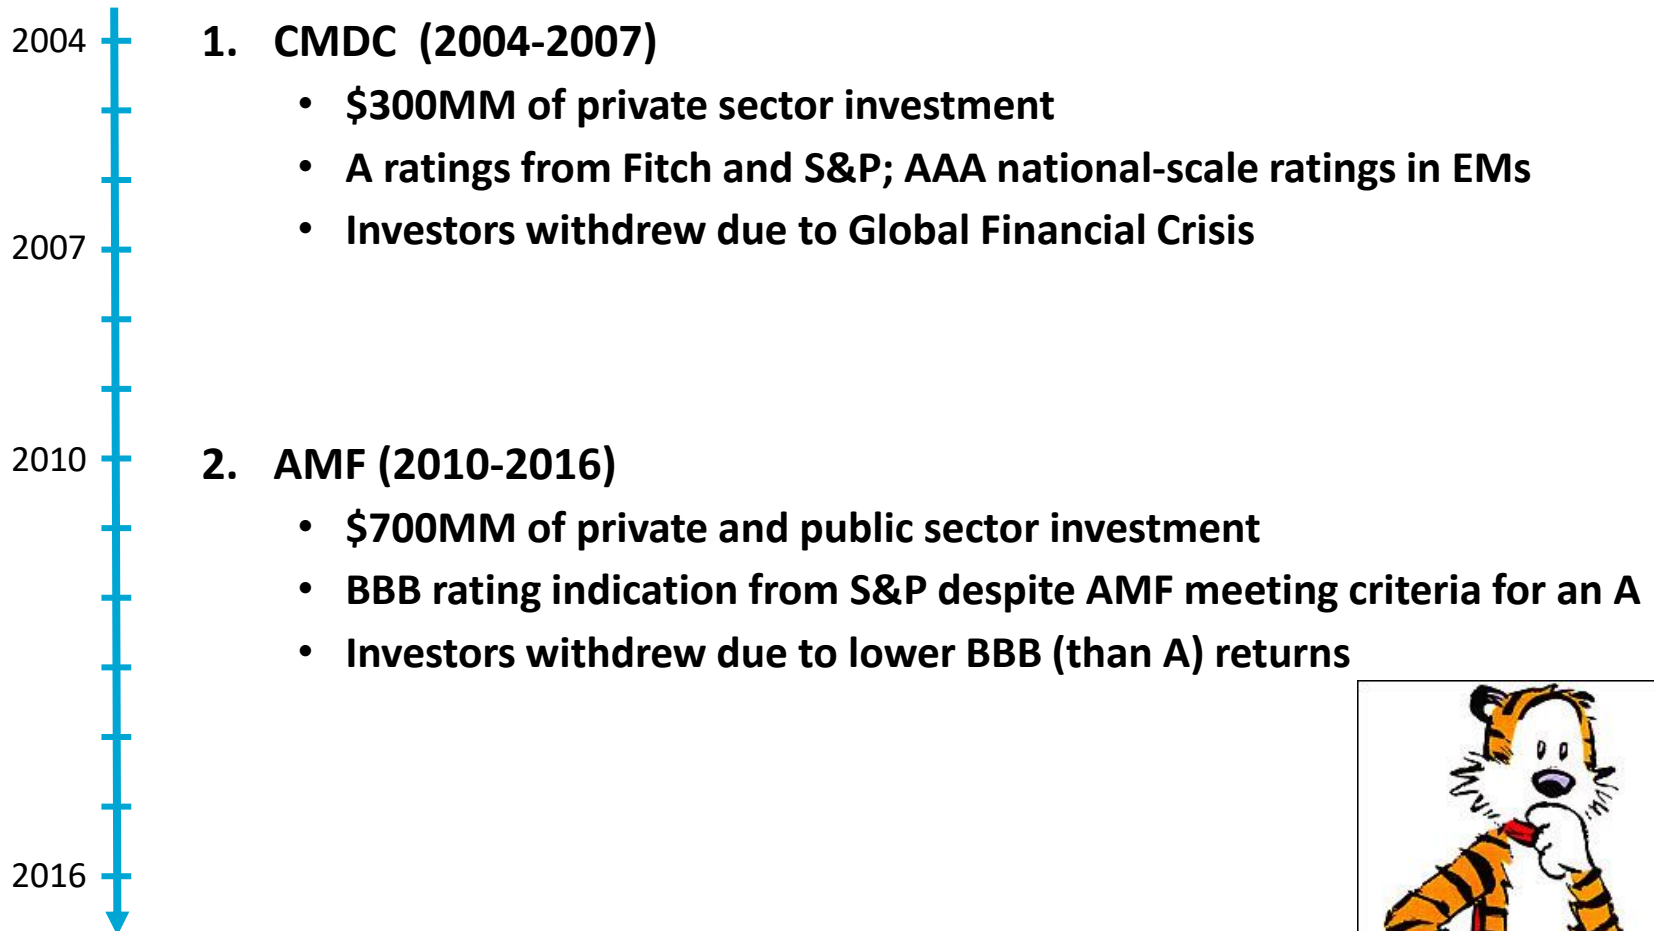 2004
1. CMDC (2004-2007)
• $300MM of private sector investment
• A ratings from Fitch and S&P; AAA national-scale ratings in EMs
• Investors withdrew due to Global Financial Crisis
2007
2010
2. AMF (2010-2016)
• $700MM of private and public sector investment
• BBB rating indication from S&P despite AMF meeting criteria for an A
• Investors withdrew due to lower BBB (than A) returns
2016